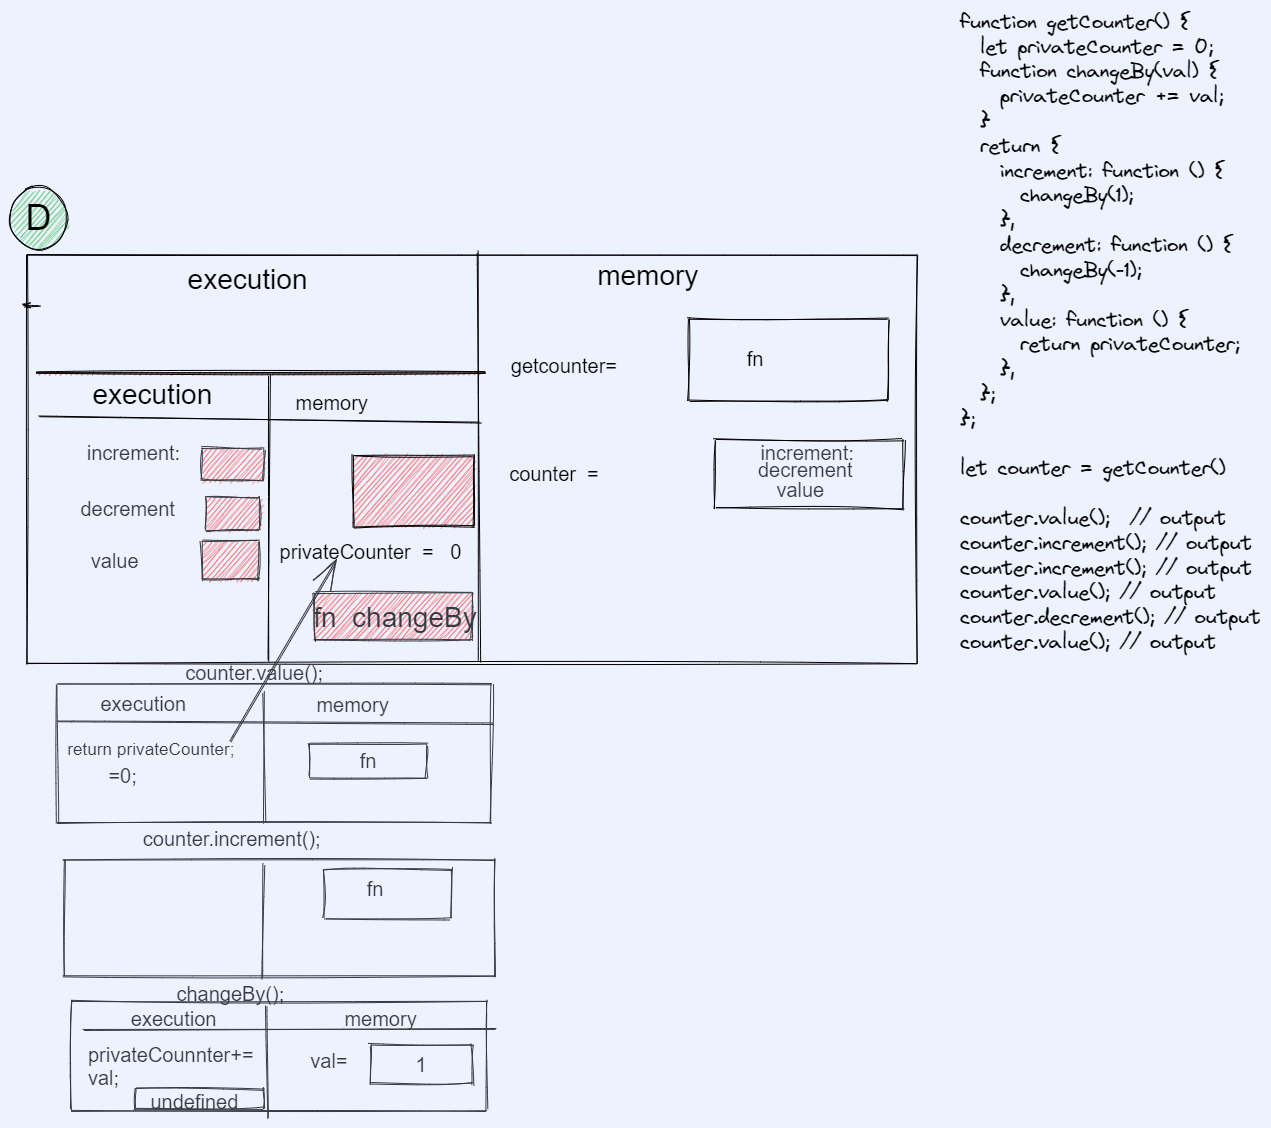 D
execution
memory
getcounter=
fn
execution
memory
increment:
decrement
value
privateCounter = 0
fn changeBy
counter =
increment:
decrement
value
counter.value();
execution
memory
return privateCounter;
=0;
fn
counter.increment();
fn
changeBy();
execution
memory
privateCounnter+=
val;
undefined
val=
1
function getCounter() {
let privateCounter = 0;
function changeBy(val) {
privateCounter += val;
}
return {
increment: function () {
changeBy(1);
},
decrement: function () {
changeBy(-1);
},
value: function () {
return privateCounter;
},
};
};
let counter = getCounter()
counter.value(); // output
counter.increment(); // output
counter.increment(); // output
counter.value(); // output
counter.decrement(); // output
counter.value(); // output